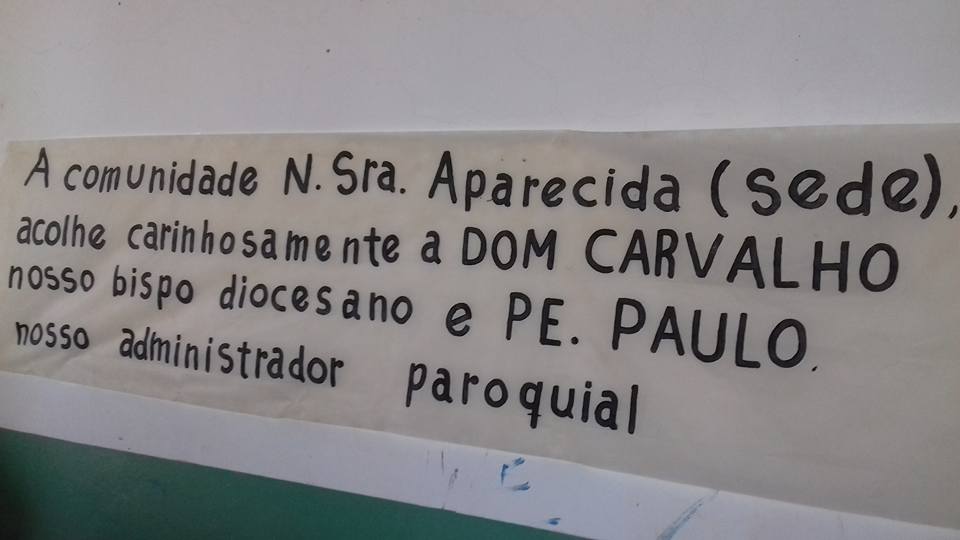 A comunidade N. Sra. Aparecida (sede),
acolhe carinhosamente a DOM CARVALHO
nosso bispo diocesano e PE. PAULO.
nosso administrador paroquial